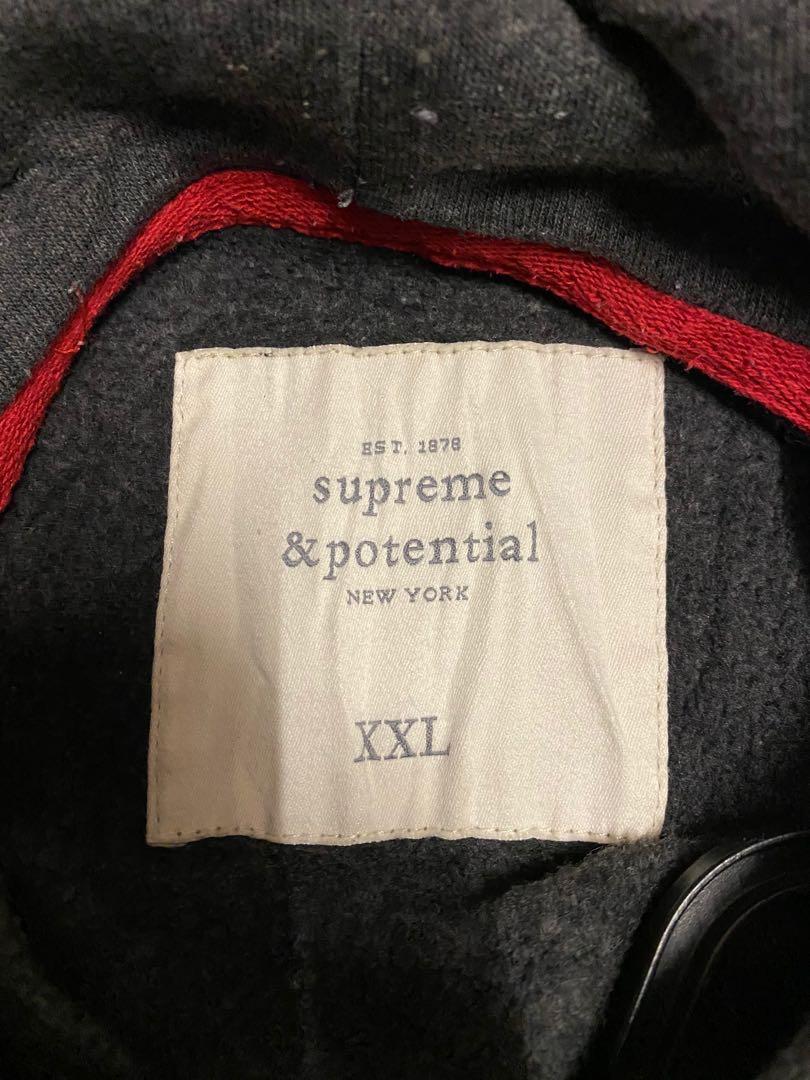 EST. 1878
supreme
&potential
NEW YORK
XXL